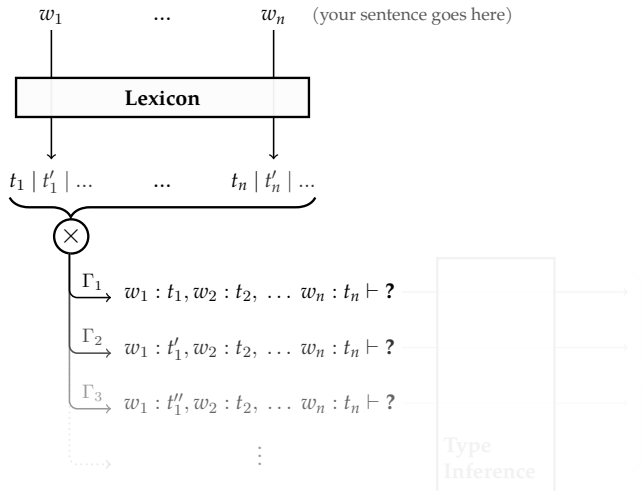 w₁ ... wₙ (your sentence goes here)
Lexicon
t₁ | t′₁ | ... ... tₙ | t′ₙ | ...
×
Γ₁ w₁ : t₁, w₂ : t₂, ... wₙ : tₙ ⊢ ?
Γ₂ w₁ : t′₁, w₂ : t₂, ... wₙ : tₙ ⊢ ?
Γ₃ w₁ : t′′₁, w₂ : t₂, ... wₙ : tₙ ⊢ ?
⋮
Type
Inference